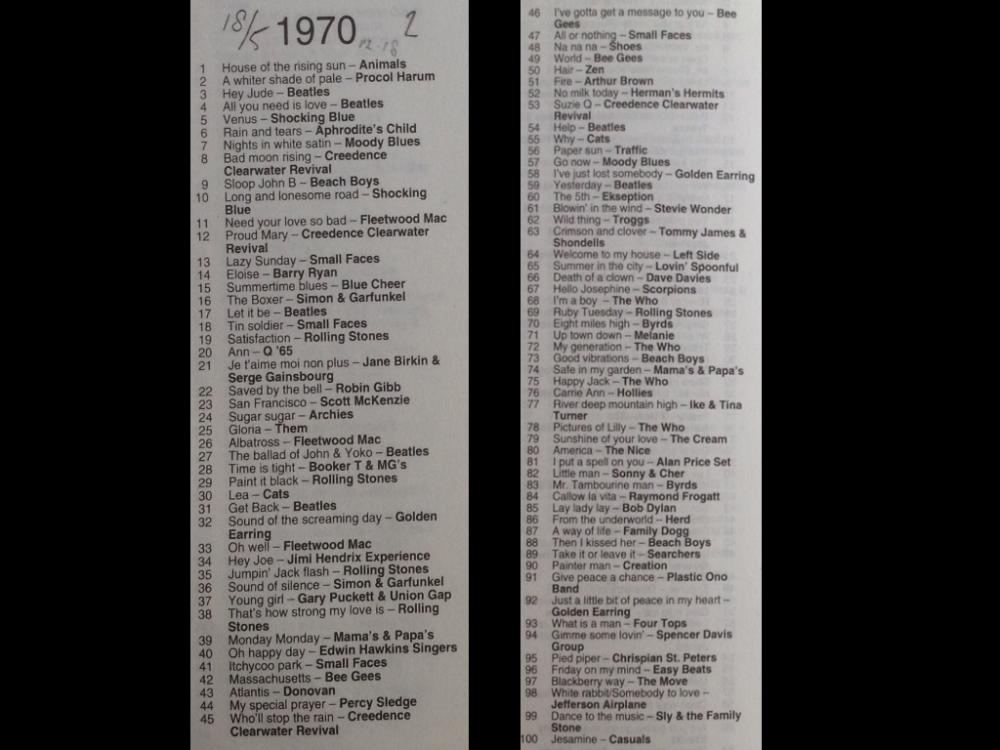 18/5 1970 12-18 2
1 House of the rising sun – Animals
2 A whiter shade of pale – Procol Harum
3 Hey Jude – Beatles
4 All you need is love – Beatles
5 Venus – Shocking Blue
6 Rain and tears – Aphrodite's Child
7 Nights in white satin – Moody Blues
8 Bad moon rising – Creedence
Clearwater Revival
9 Sloop John B – Beach Boys
10 Long and lonesome road – Shocking
Blue
11 Need your love so bad – Fleetwood Mac
12 Proud Mary – Creedence Clearwater
Revival
13 Lazy Sunday – Small Faces
14 Eloise – Barry Ryan
15 Summertime blues – Blue Cheer
16 The Boxer – Simon & Garfunkel
17 Let it be – Beatles
18 Tin soldier – Small Faces
19 Satisfaction – Rolling Stones
20 Ann – Q '65
21 Je t'aime moi non plus – Jane Birkin &
Serge Gainsbourg
22 Saved by the bell – Robin Gibb
23 San Francisco – Scott McKenzie
24 Sugar sugar – Archies
25 Gloria – Them
26 Albatross – Fleetwood Mac
27 The ballad of John & Yoko – Beatles
28 Time is tight – Booker T & MG's
29 Paint it black – Rolling Stones
30 Lea – Cats
31 Get Back – Beatles
32 Sound of the screaming day – Golden
Earring
33 Oh well – Fleetwood Mac
34 Hey Joe – Jimi Hendrix Experience
35 Jumpin' Jack flash – Rolling Stones
36 Sound of silence – Simon & Garfunkel
37 Young girl – Gary Puckett & Union Gap
38 That's how strong my love is – Rolling
Stones
39 Monday Monday – Mama's & Papa's
40 Oh happy day – Edwin Hawkins Singers
41 Itchycoo park – Small Faces
42 Massachusetts – Bee Gees
43 Atlantis – Donovan
44 My special prayer – Percy Sledge
45 Who'll stop the rain – Creedence
Clearwater Revival
46 I've gotta get a message to you – Bee
Gees
47 All or nothing – Small Faces
48 Na na na – Shoes
49 World – Bee Gees
50 Hair – Zen
51 Fire – Arthur Brown
52 No milk today – Herman's Hermits
53 Suzie Q – Creedence Clearwater
Revival
54 Help – Beatles
55 Why – Cats
56 Paper sun – Traffic
57 Go now – Moody Blues
58 I've just lost somebody – Golden Earring
59 Yesterday – Beatles
60 The 5th – Ekseption
61 Blowin' in the wind – Stevie Wonder
62 Wild thing – Troggs
63 Crimson and clover – Tommy James &
Shondells
64 Welcome to my house – Left Side
65 Summer in the city – Lovin' Spoonful
66 Death of a clown – Dave Davies
67 Hello Josephine – Scorpions
68 I'm a boy – The Who
69 Ruby Tuesday – Rolling Stones
70 Eight miles high – Byrds
71 Up town down – Melanie
72 My generation – The Who
73 Good vibrations – Beach Boys
74 Safe in my garden – Mama's & Papa's
75 Happy Jack – The Who
76 Carrie Ann – Hollies
77 River deep mountain high – Ike & Tina
Turner
78 Pictures of Lilly – The Who
79 Sunshine of your love – The Cream
80 America – The Nice
81 I put a spell on you – Alan Price Set
82 Little man – Sonny & Cher
83 Mr. Tambourine man – Byrds
84 Callow la vita – Raymond Frogatt
85 Lay lady lay – Bob Dylan
86 From the underworld – Herd
87 A way of life – Family Dogg
88 Then I kissed her – Beach Boys
89 Take it or leave it – Searchers
90 Painter man – Creation
91 Give peace a chance – Plastic Ono
Band
92 Just a little bit of peace in my heart –
Golden Earring
93 What is a man – Four Tops
94 Gimme some lovin' – Spencer Davis
Group
95 Pied piper – Chrispian St. Peters
96 Friday on my mind – Easy Beats
97 Blackberry way – The Move
98 White rabbit/Somebody to love –
Jefferson Airplane
99 Dance to the music – Sly & the Family
Stone
100 Jesamine – Casuals